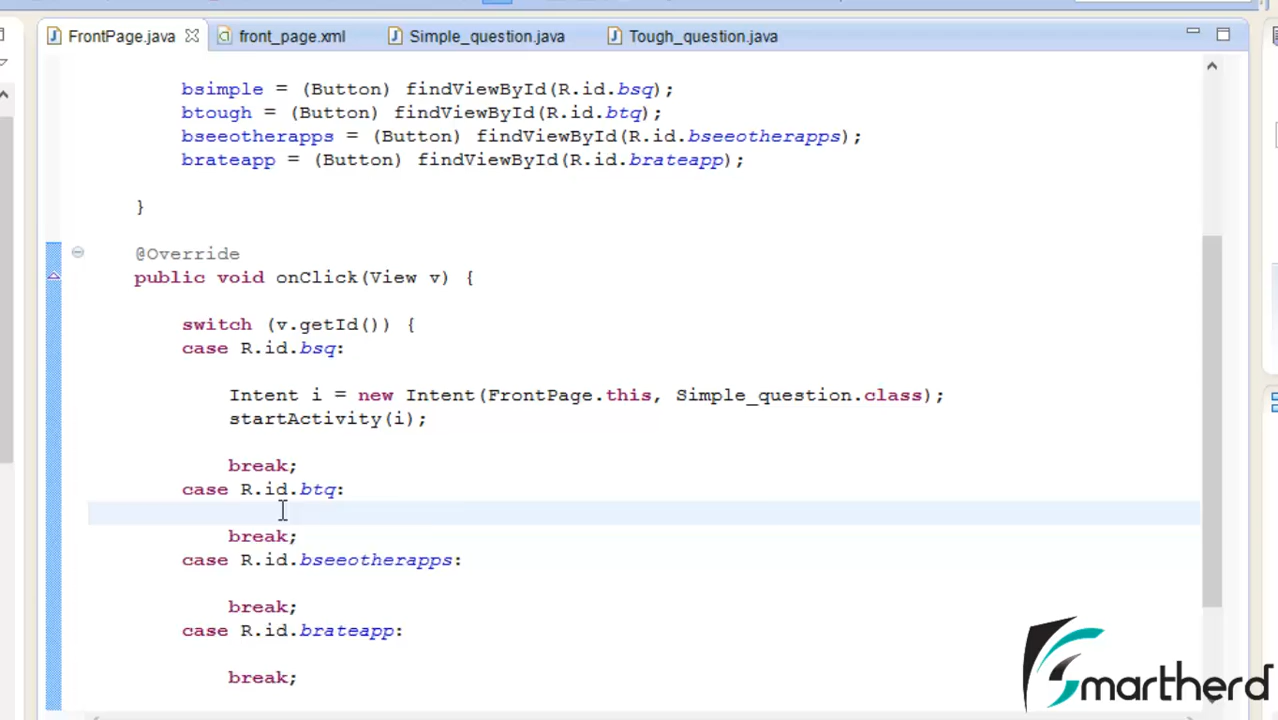 FrontPage.java front_page.xml Simple_question.java Tough_question.java
bsimple = (Button) findViewById(R.id.bsq);
btough = (Button) findViewById(R.id.btq);
bseeotherapps = (Button) findViewById(R.id.bseeotherapps);
brateapp = (Button) findViewById(R.id.brateapp);
}
@Override
public void onClick(View v) {
switch (v.getId()) {
case R.id.bsq:
Intent i = new Intent(FrontPage.this, Simple_question.class);
startActivity(i);
break;
case R.id.btq:
break;
case R.id.bseeotherapps:
break;
case R.id.brateapp:
break;
Smartherd